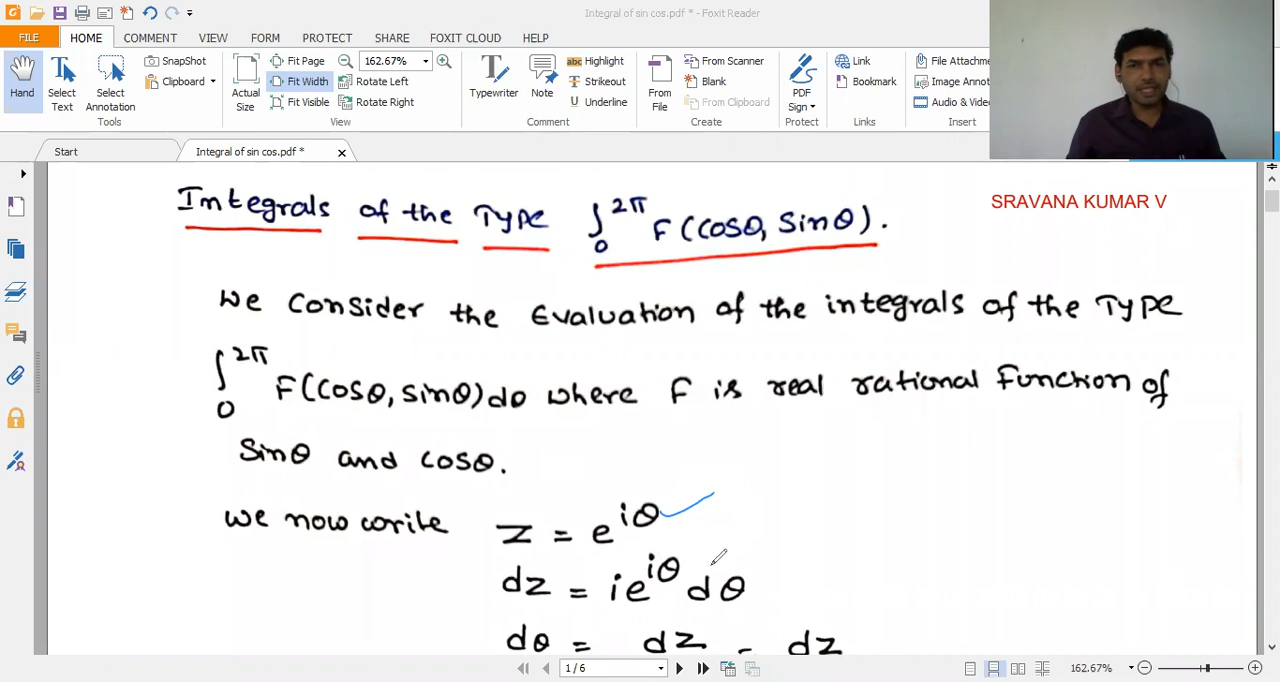 Integral of sin cos.pdf * - Foxit Reader
FILE HOME COMMENT VIEW FORM PROTECT SHARE FOXIT CLOUD HELP
Hand
Select Text
SnapShot
Clipboard
Select Annotation
Tools
Actual Size
Fit Page
Fit Width
Fit Visible
162.67%
Rotate Left
Rotate Right
View
Typewriter
Note
Highlight
Strikeout
Underline
Comment
From File
From Scanner
Blank
From Clipboard
Create
PDF Sign
Protect
Link
Bookmark
Links
File Attachme
Image Annot
Audio & Vide
Insert
Start
Integral of sin cos.pdf *
SRAVANA KUMAR V
Integrals of the Type ∫₀^2π F(cosθ, sinθ).
We consider the Evaluation of the integrals of the Type
∫₀^2π F(cosθ, sinθ)dθ where F is real rational function of
sinθ and cosθ.
We now write z = e^iθ
dz = ie^iθ dθ
dθ = dz = dz
1 / 6
162.67%